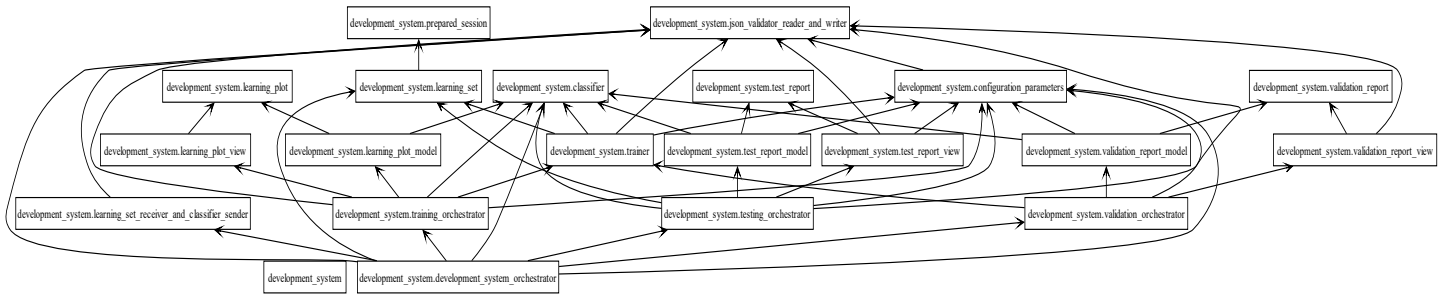 development_system.prepared_session
development_system.json_validator_reader_and_writer
development_system.learning_plot
development_system.learning_set
development_system.classifier
development_system.test_report
development_system.configuration_parameters
development_system.validation_report
development_system.learning_plot_view
development_system.learning_plot_model
development_system.trainer
development_system.test_report_model
development_system.test_report_view
development_system.validation_report_model
development_system.validation_report_view
development_system.learning_set_receiver_and_classifier_sender
development_system.training_orchestrator
development_system.testing_orchestrator
development_system.validation_orchestrator
development_system
development_system.development_system_orchestrator